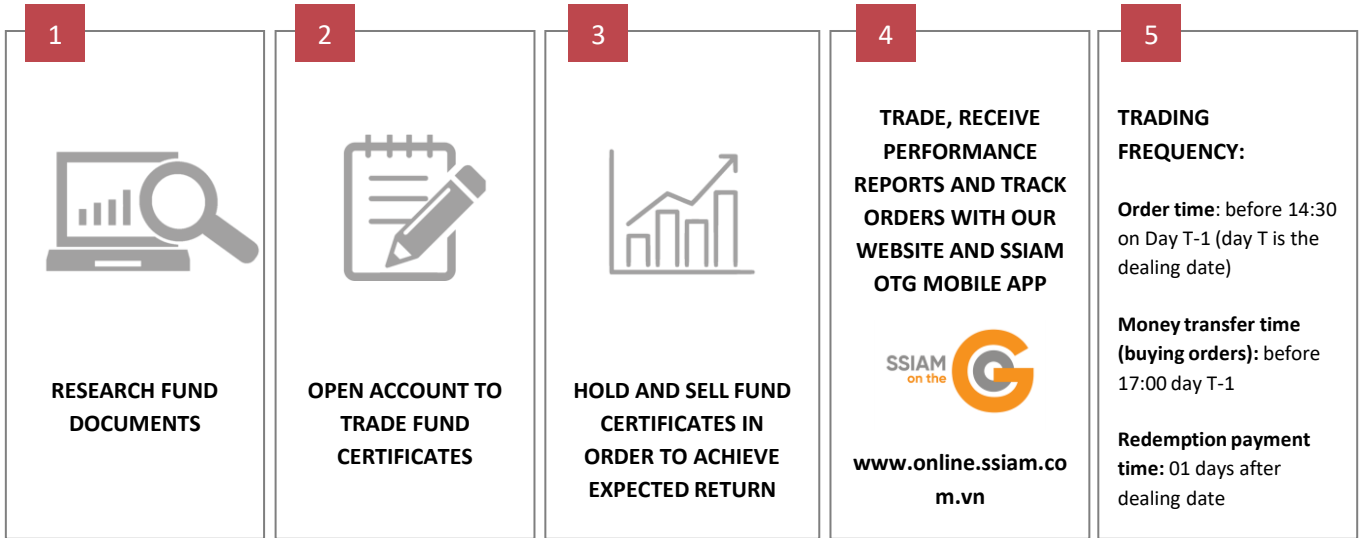 1
RESEARCH FUND
DOCUMENTS
2
OPEN ACCOUNT TO
TRADE FUND
CERTIFICATES
3
HOLD AND SELL FUND
CERTIFICATES IN
ORDER TO ACHIEVE
EXPECTED RETURN
4
TRADE, RECEIVE
PERFORMANCE
REPORTS AND TRACK
ORDERS WITH OUR
WEBSITE AND SSIAM
OTG MOBILE APP
SSIAM
on the
G
www.online.ssiam.co
m.vn
5
TRADING
FREQUENCY:
Order time: before 14:30
on Day T-1 (day T is the
dealing date)
Money transfer time
(buying orders): before
17:00 day T-1
Redemption payment
time: 01 days after
dealing date